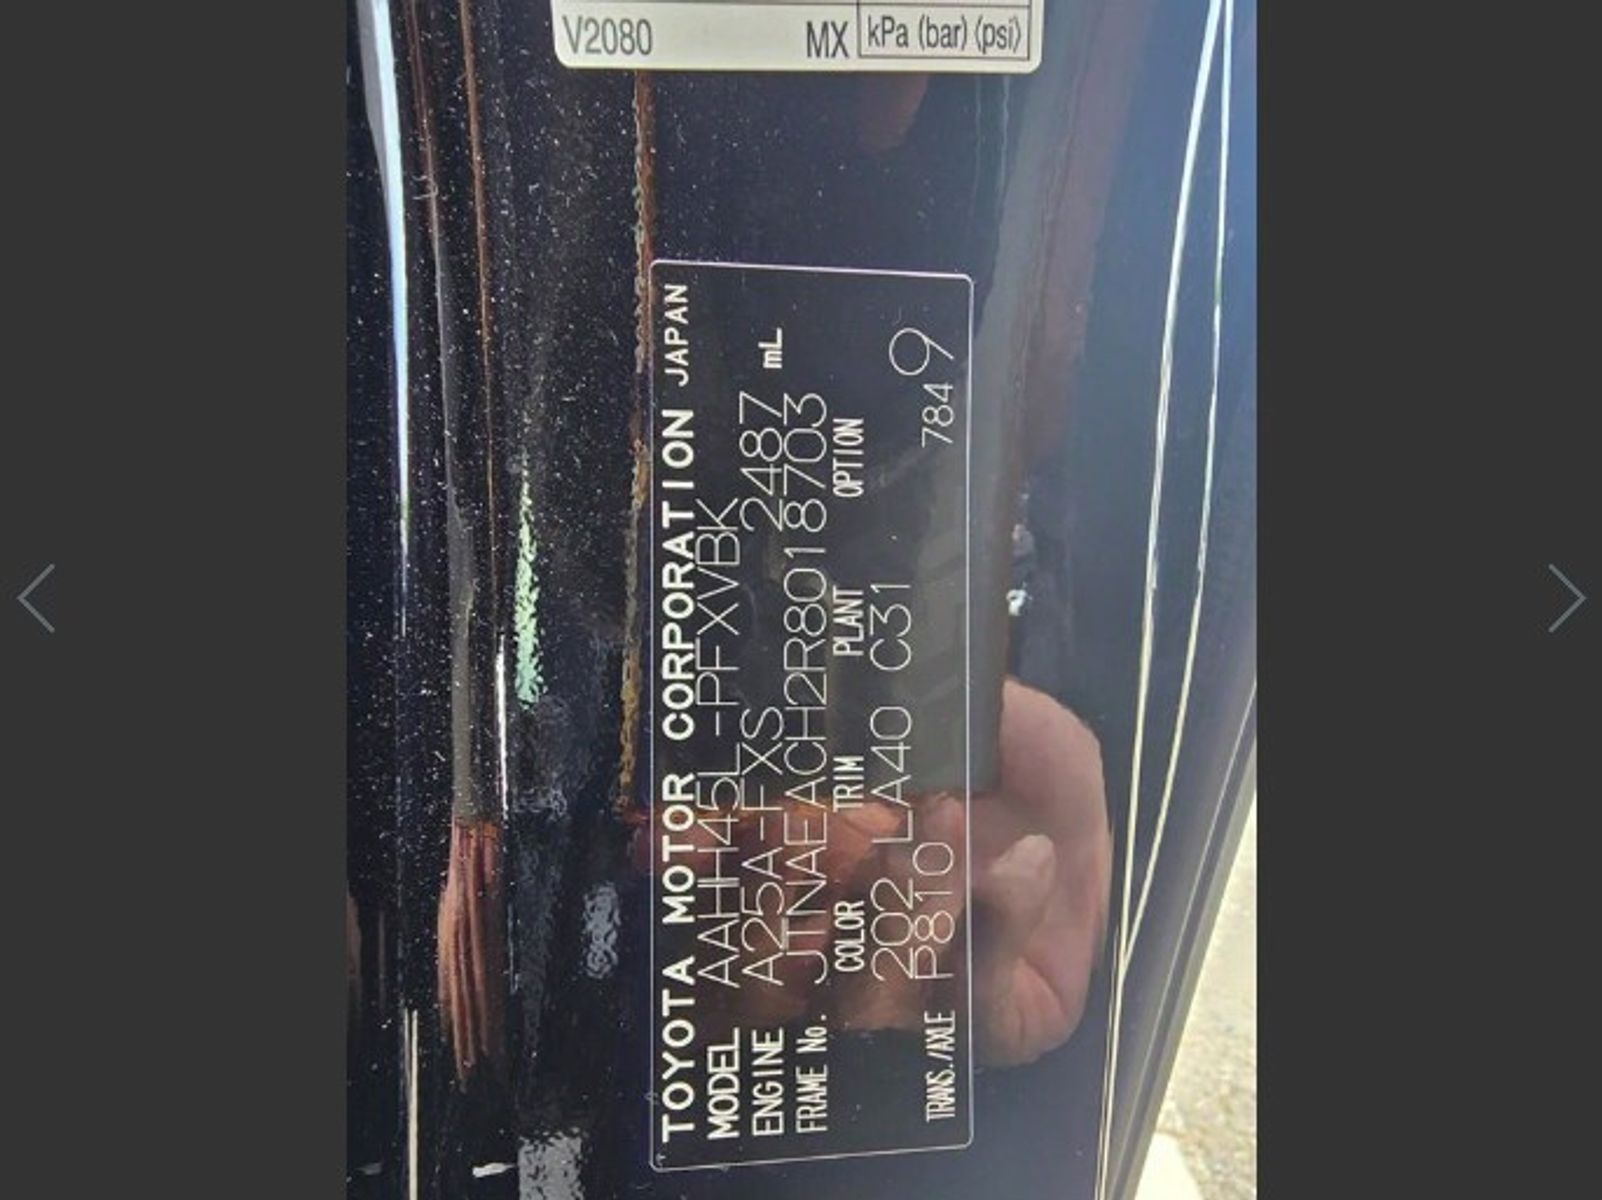 V2080 MX kPa (bar) (psi)
TOYOTA MOTOR CORPORATION JAPAN
MODEL AAHH45L-PFXVBK
ENGINE A25A-FXS 2487 mL
FRAME No. JTNAEACH2R8018703
COLOR TRIM PLANT OPTION
202 LA40 C31
TRANS./AXLE P810 7849